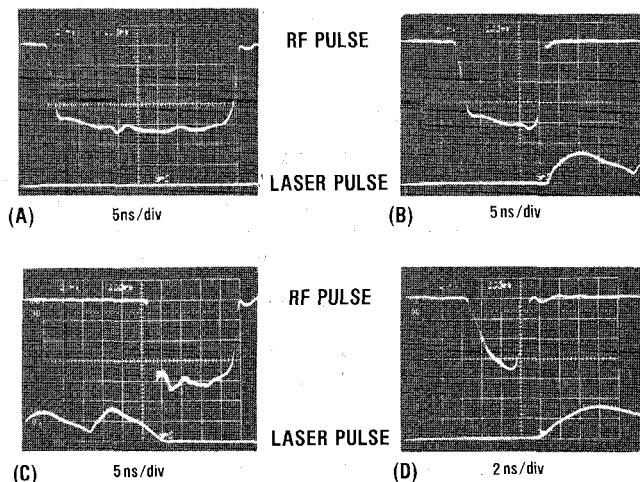 RF PULSE
LASER PULSE
(A) 5ns/div
(B) 5ns/div
RF PULSE
LASER PULSE
(C) 5ns/div
(D) 2ns/div